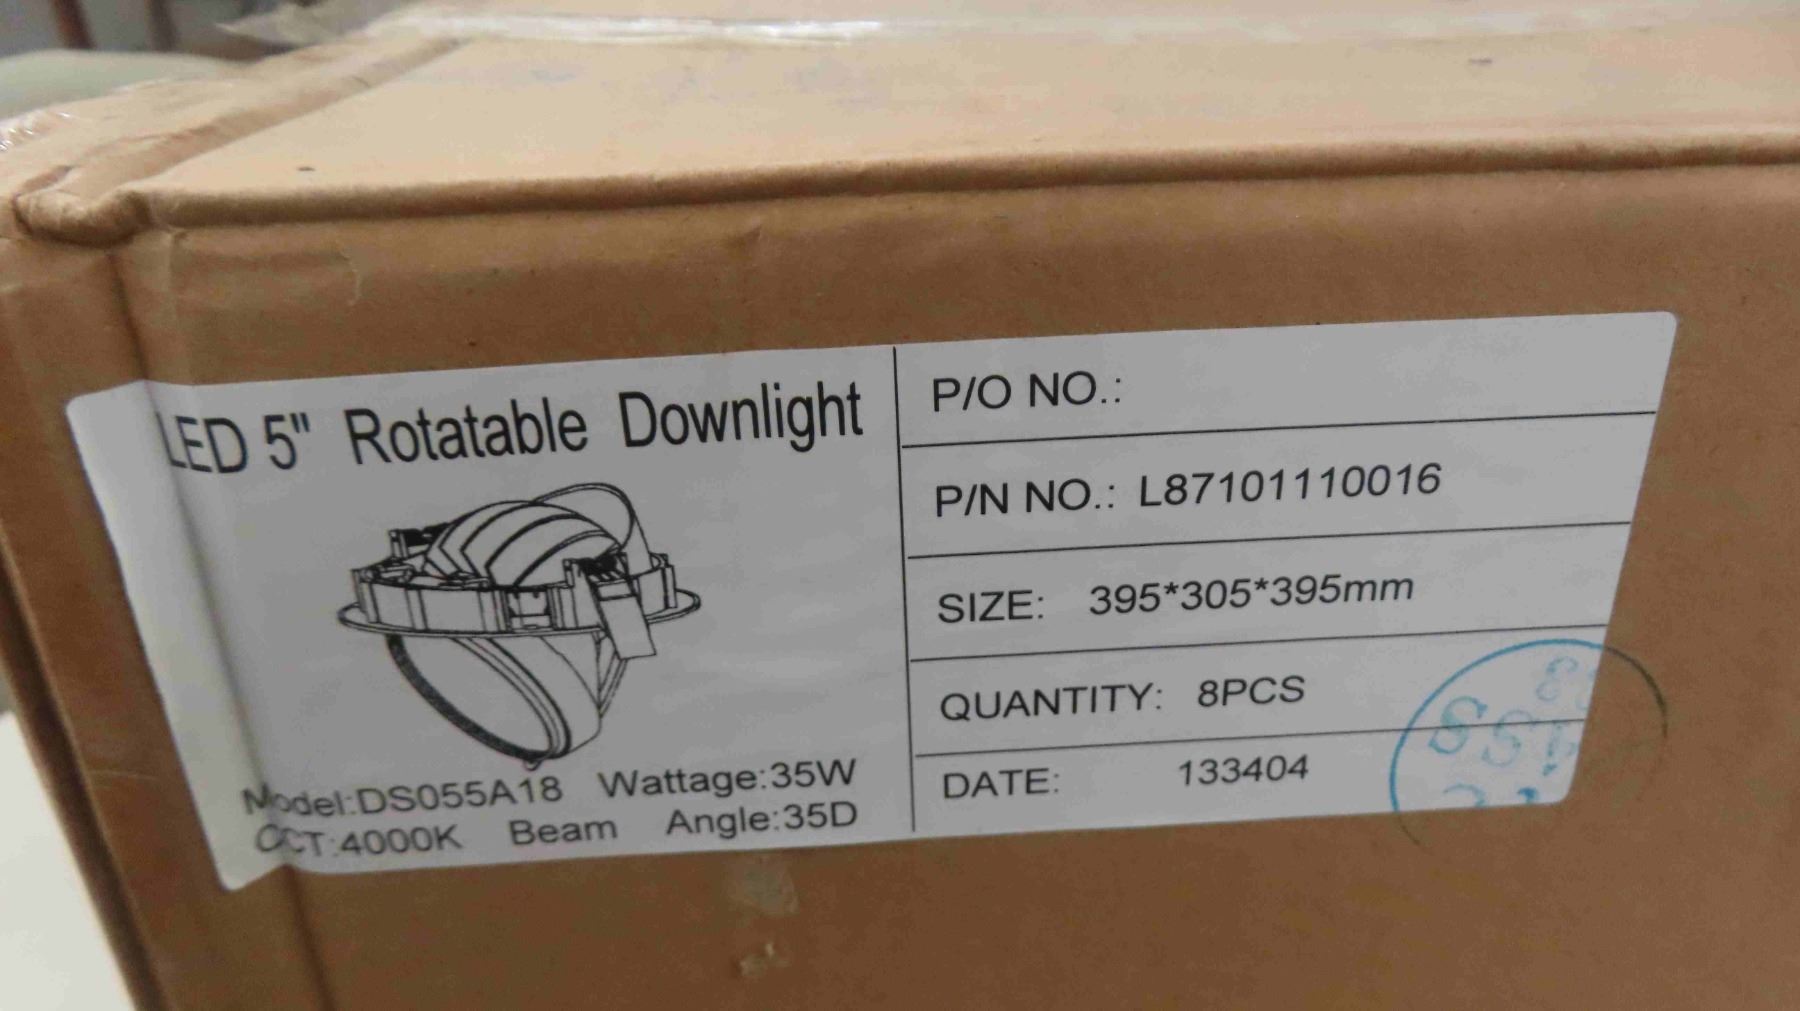 LED 5" Rotatable Downlight
Model:DS055A18 Wattage:35W
CCT:4000K Beam Angle:35D
P/O NO.:
P/N NO.: L87101110016
SIZE: 395*305*395mm
QUANTITY: 8PCS
DATE: 133404